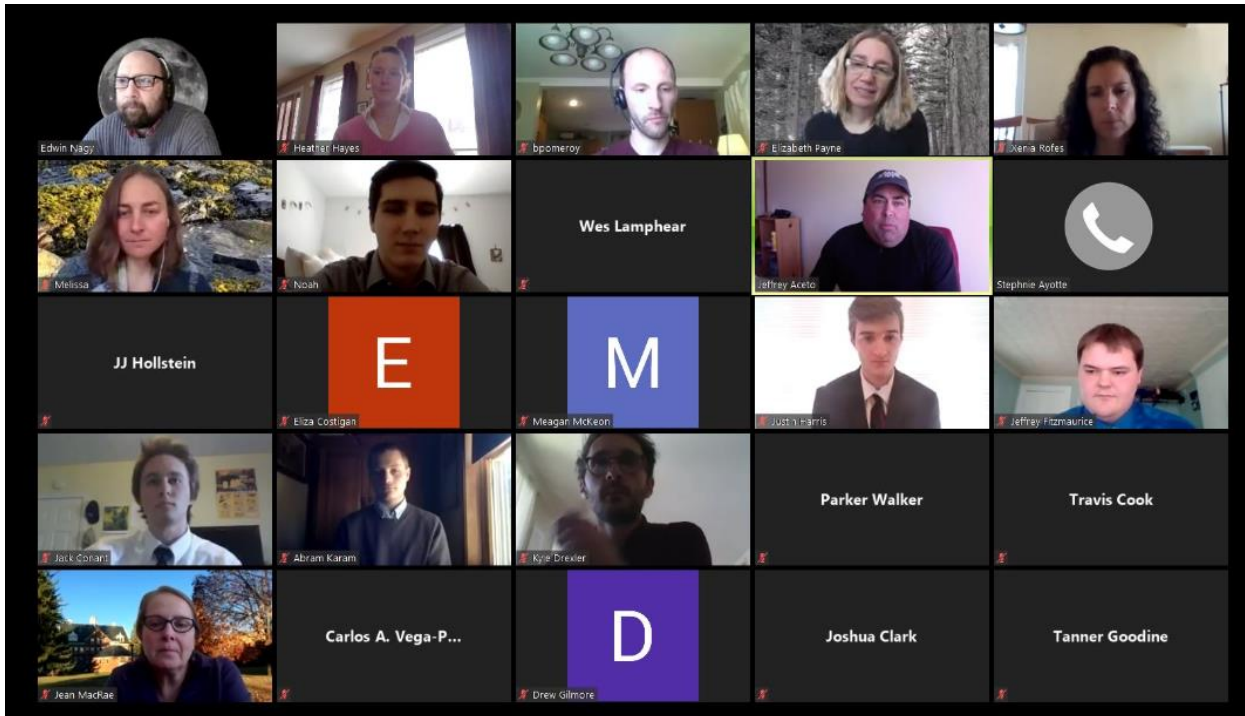 Edwin Nagy
Heather Hayes
bpomeroy
Elizabeth Payne
Xenia Rofes
Melissa
Noah
Wes Lamphear
Jeffrey Aceto
Stephnie Ayotte
JJ Hollstein
E
Eliza Costigan
M
Meagan McKeon
Justin Harris
Jeffrey Fitzmaurice
Jack Conant
Abram Karam
Kyle Drexler
Parker Walker
Travis Cook
Jean MacRae
Carlos A. Vega-P...
D
Drew Gilmore
Joshua Clark
Tanner Goodine